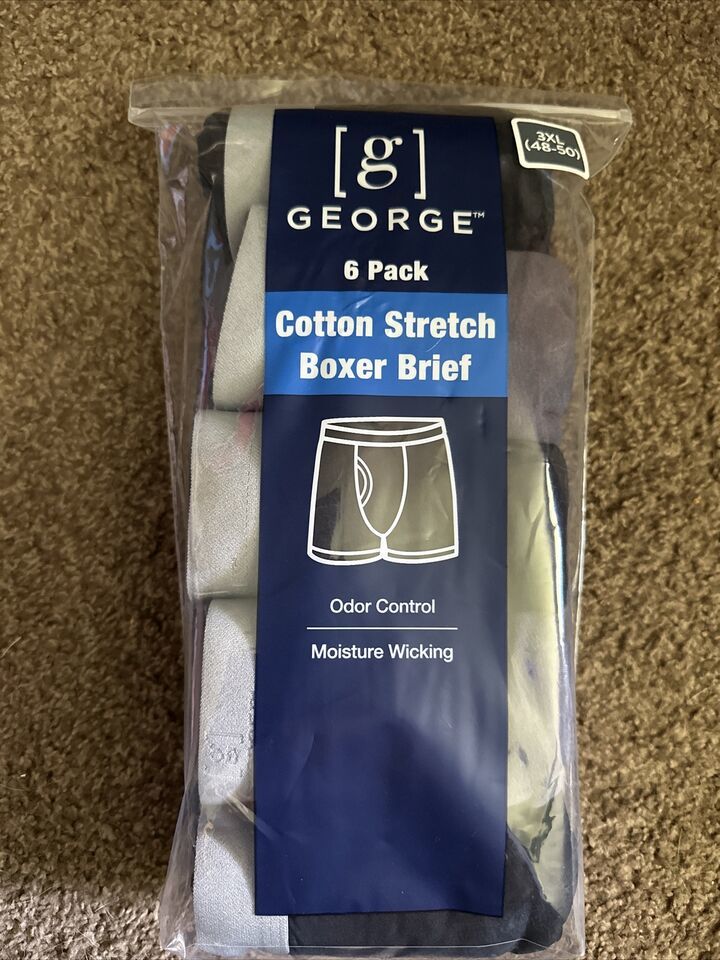 [g]
GEORGE™
3XL
(48-50)
6 Pack
Cotton Stretch
Boxer Brief
Odor Control
Moisture Wicking